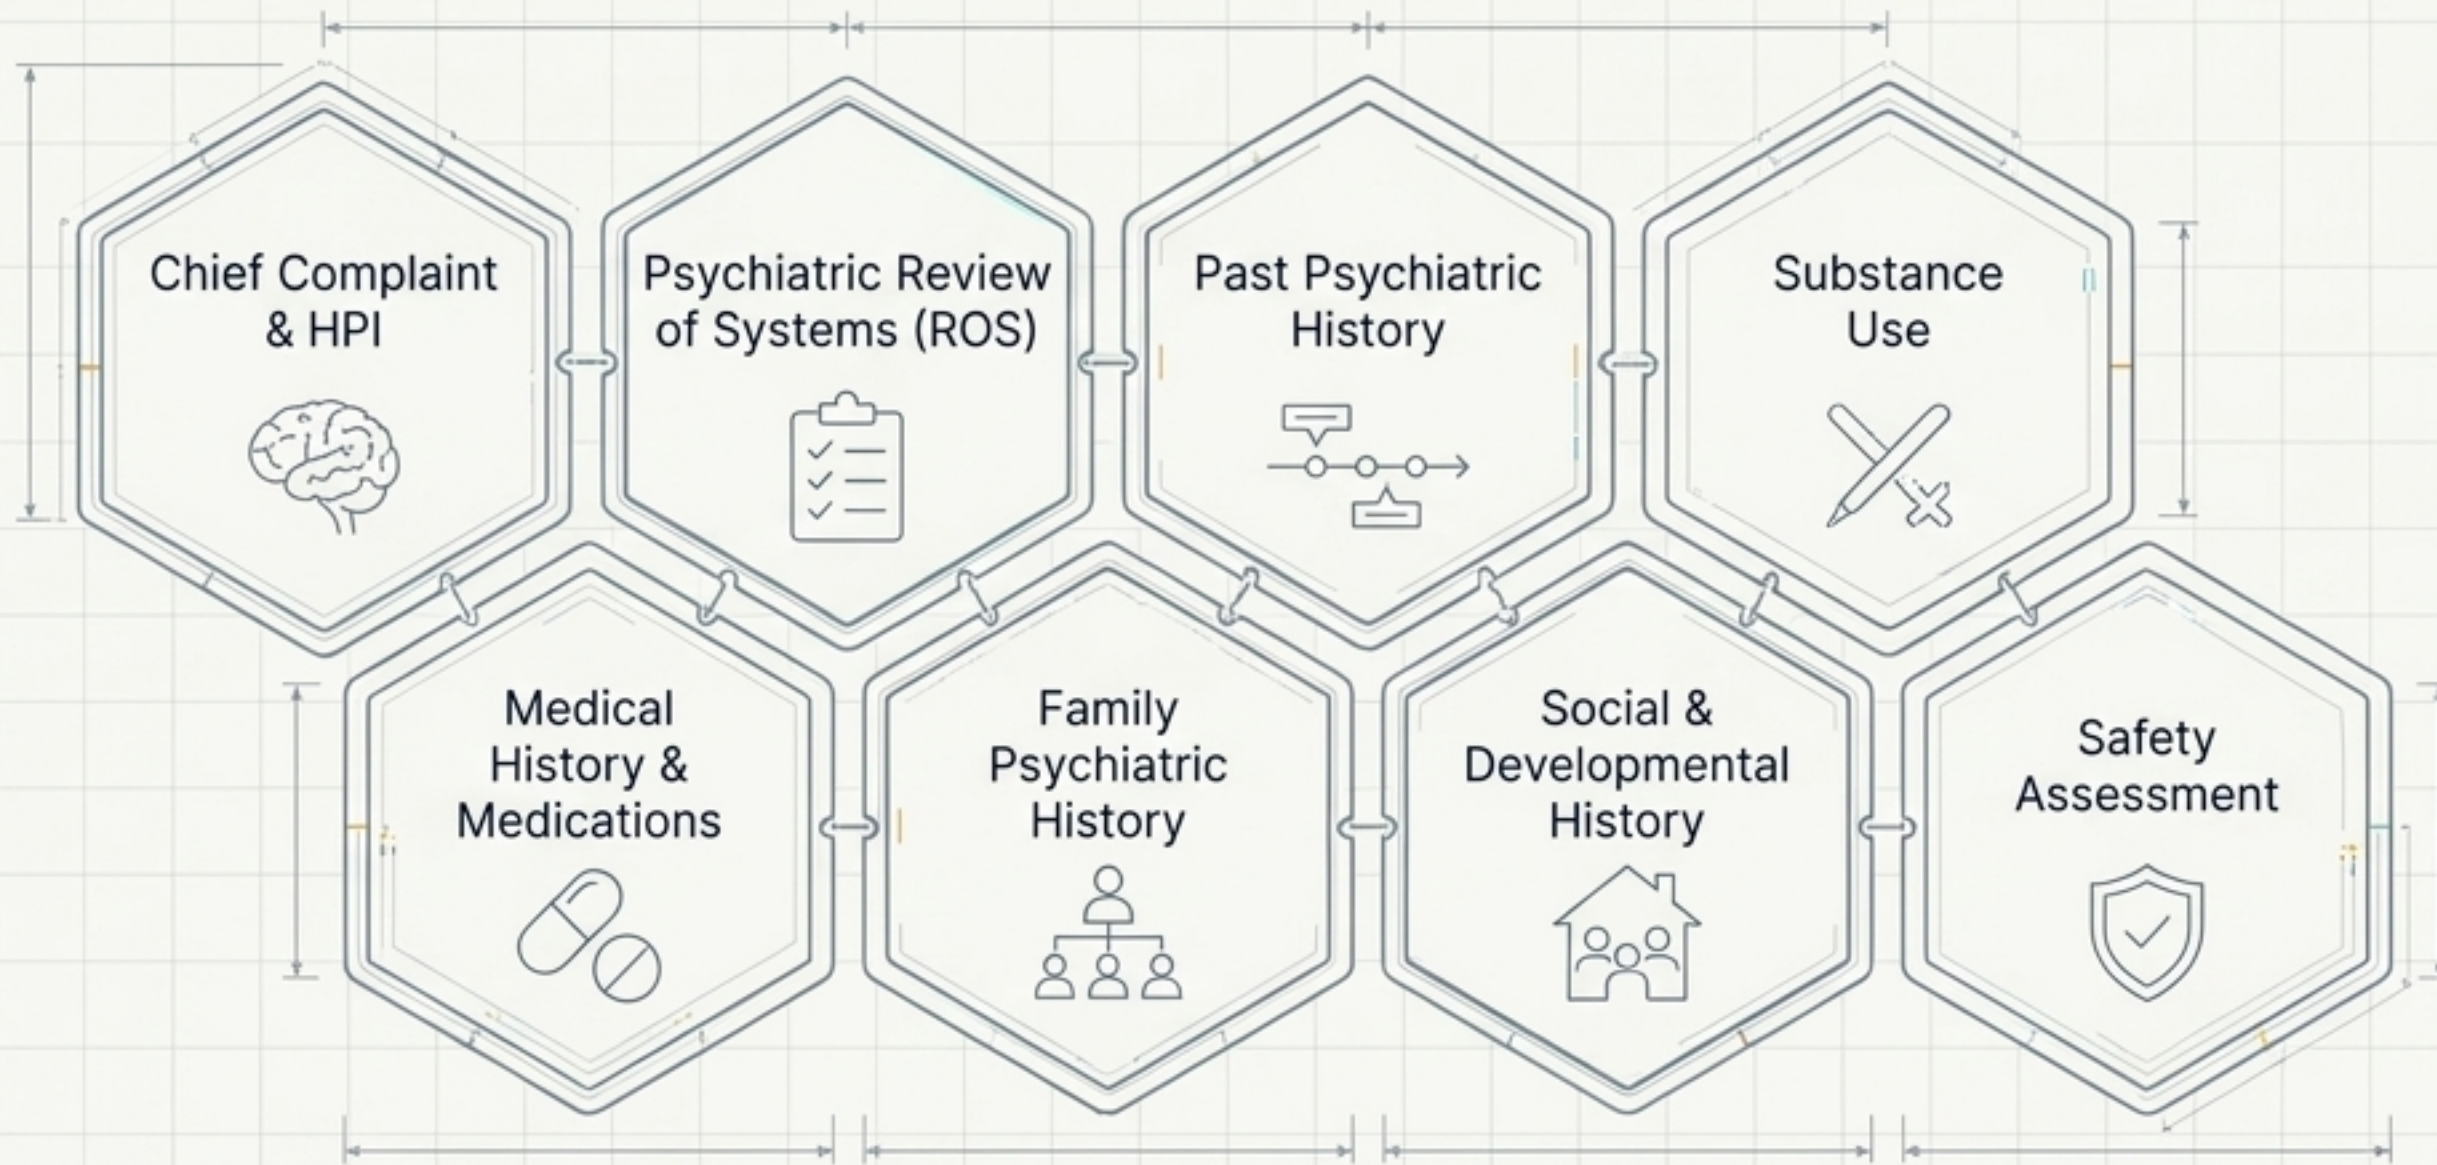 Chief Complaint
& HPI
Psychiatric Review
of Systems (ROS)
Past Psychiatric
History
Substance
Use
Medical
History &
Medications
Family
Psychiatric
History
Social &
Developmental
History
Safety
Assessment